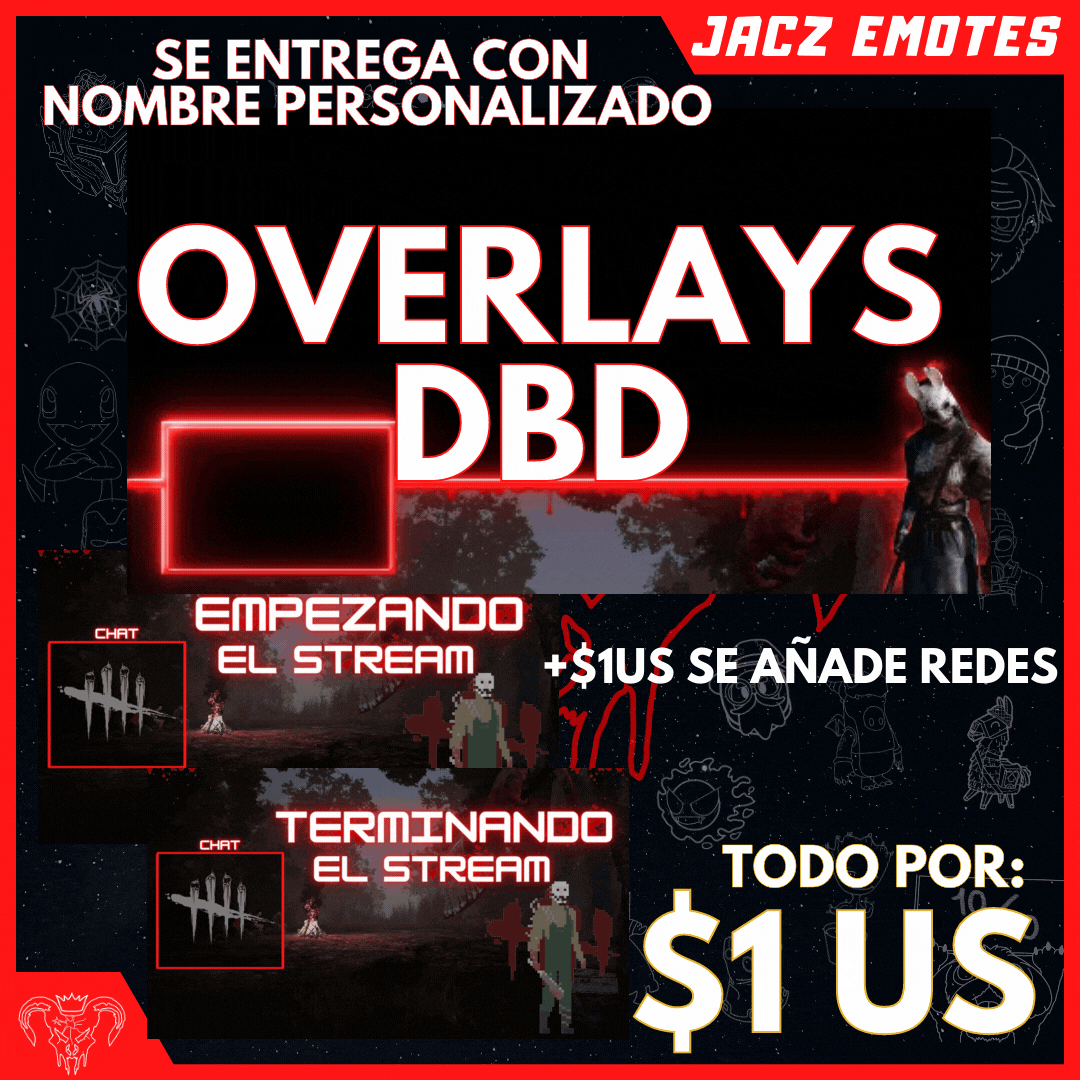 JACZ EMOTES
SE ENTREGA CON
NOMBRE PERSONALIZADO
OVERLAYS
DBD
EMPEZANDO
EL STREAM
CHAT
+$1US SE AÑADE REDES
TERMINANDO
EL STREAM
CHAT
TODO POR:
$1 US